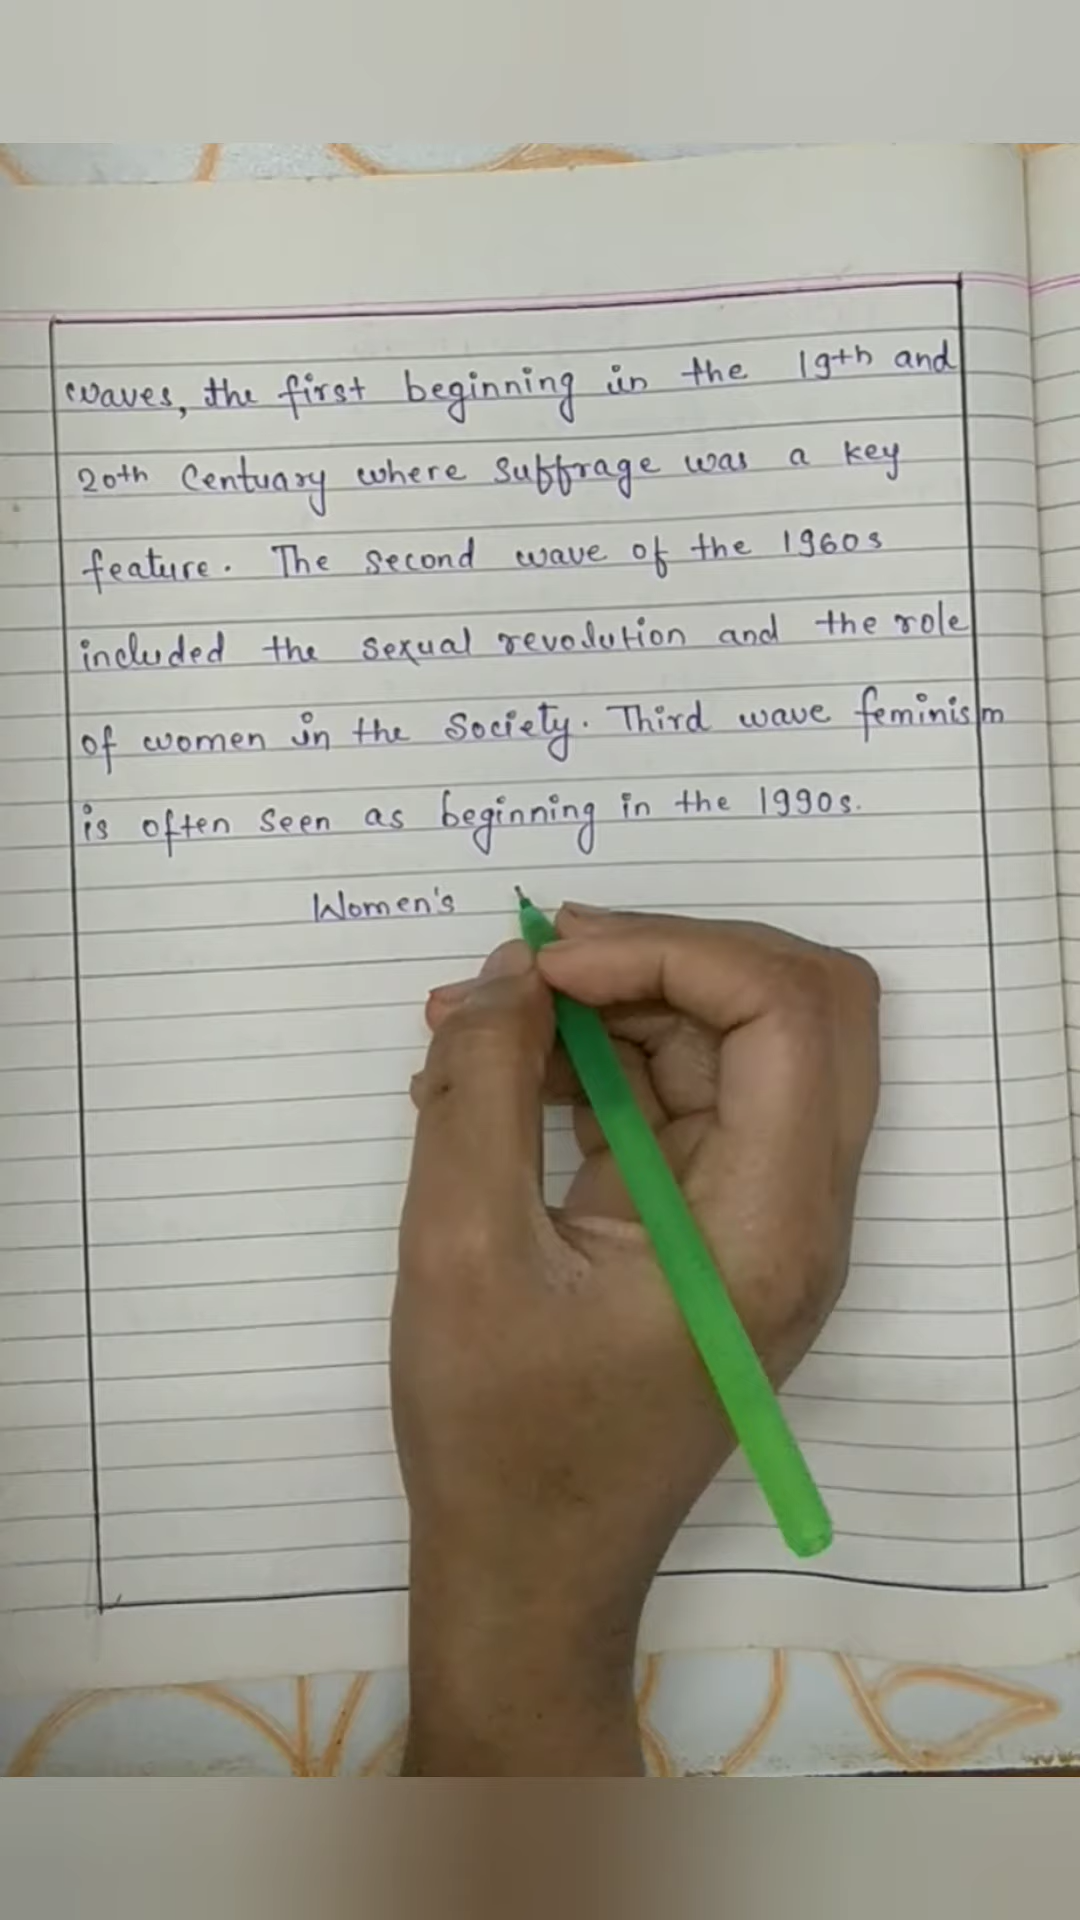 waves, the first beginning in the 19th and
20th Centuary where suffrage was a key
feature. The second wave of the 1960s
included the sexual revolution and the role
of women in the Society. Third wave feminism
is often seen as beginning in the 1990s.
Women's